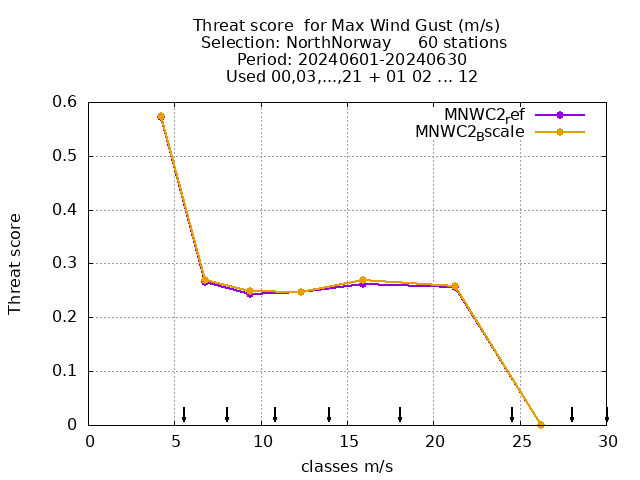 Threat score  for Max Wind Gust (m/s)
Selection: NorthNorway     60 stations
Period: 20240601-20240630
Used 00,03,...,21 + 01 02 ... 12
MNWC2_ref
MNWC2_Bscale
Threat score
0.6
0.5
0.4
0.3
0.2
0.1
0
0 5 10 15 20 25 30
classes m/s